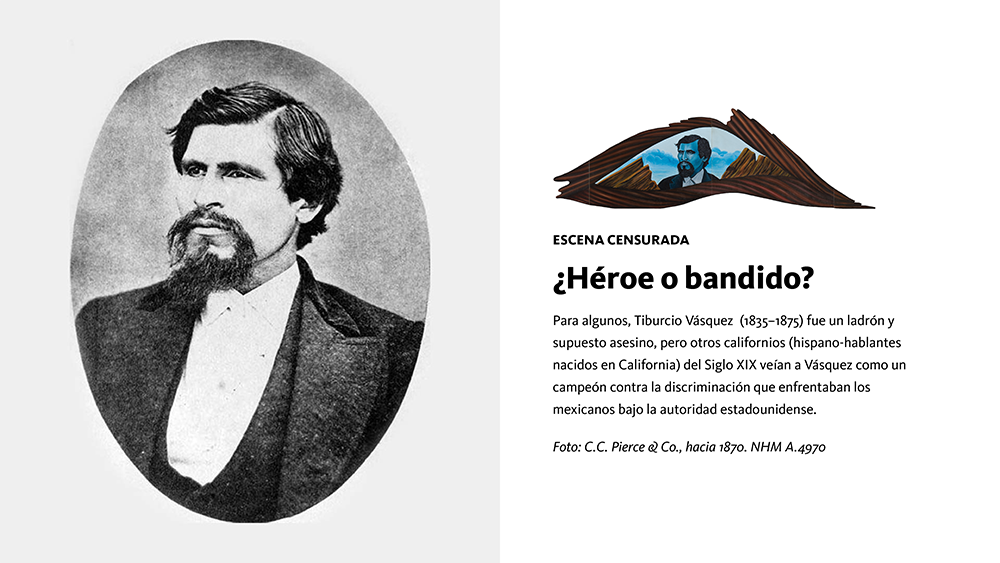 ESCENA CENSURADA
¿Héroe o bandido?
Para algunos, Tiburcio Vásquez (1835–1875) fue un ladrón y
supuesto asesino, pero otros californios (hispano-hablantes
nacidos en California) del Siglo XIX veían a Vásquez como un
campeón contra la discriminación que enfrentaban los
mexicanos bajo la autoridad estadounidense.
Foto: C.C. Pierce & Co., hacia 1870. NHM A.4970